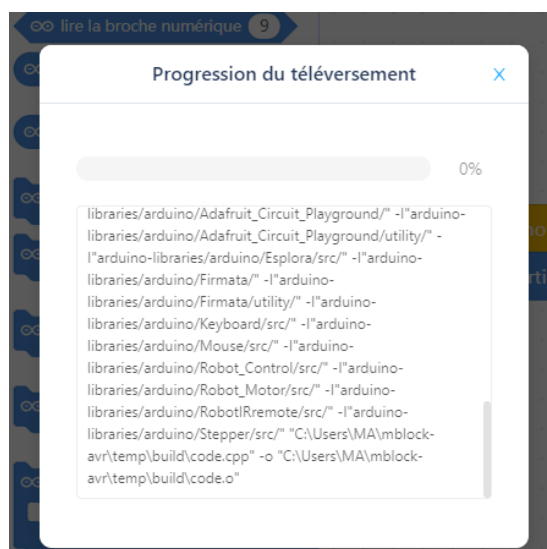 lire la broche numérique 9
Progression du téléversement X
0%
libraries/arduino/Adafruit_Circuit_Playground/" -I"arduino-
libraries/arduino/Adafruit_Circuit_Playground/utility/" -
I"arduino-libraries/arduino/Esplora/src/" -I"arduino-
libraries/arduino/Firmata/" -I"arduino-
libraries/arduino/Firmata/utility/" -I"arduino-
libraries/arduino/Keyboard/src/" -I"arduino-
libraries/arduino/Mouse/src/" -I"arduino-
libraries/arduino/Robot_Control/src/" -I"arduino-
libraries/arduino/Robot_Motor/src/" -I"arduino-
libraries/arduino/RobotIRremote/src/" -I"arduino-
libraries/arduino/Stepper/src/" "C:\Users\MA\mblock-
avr\temp\build\code.cpp" -o "C:\Users\MA\mblock-
avr\temp\build\code.o"